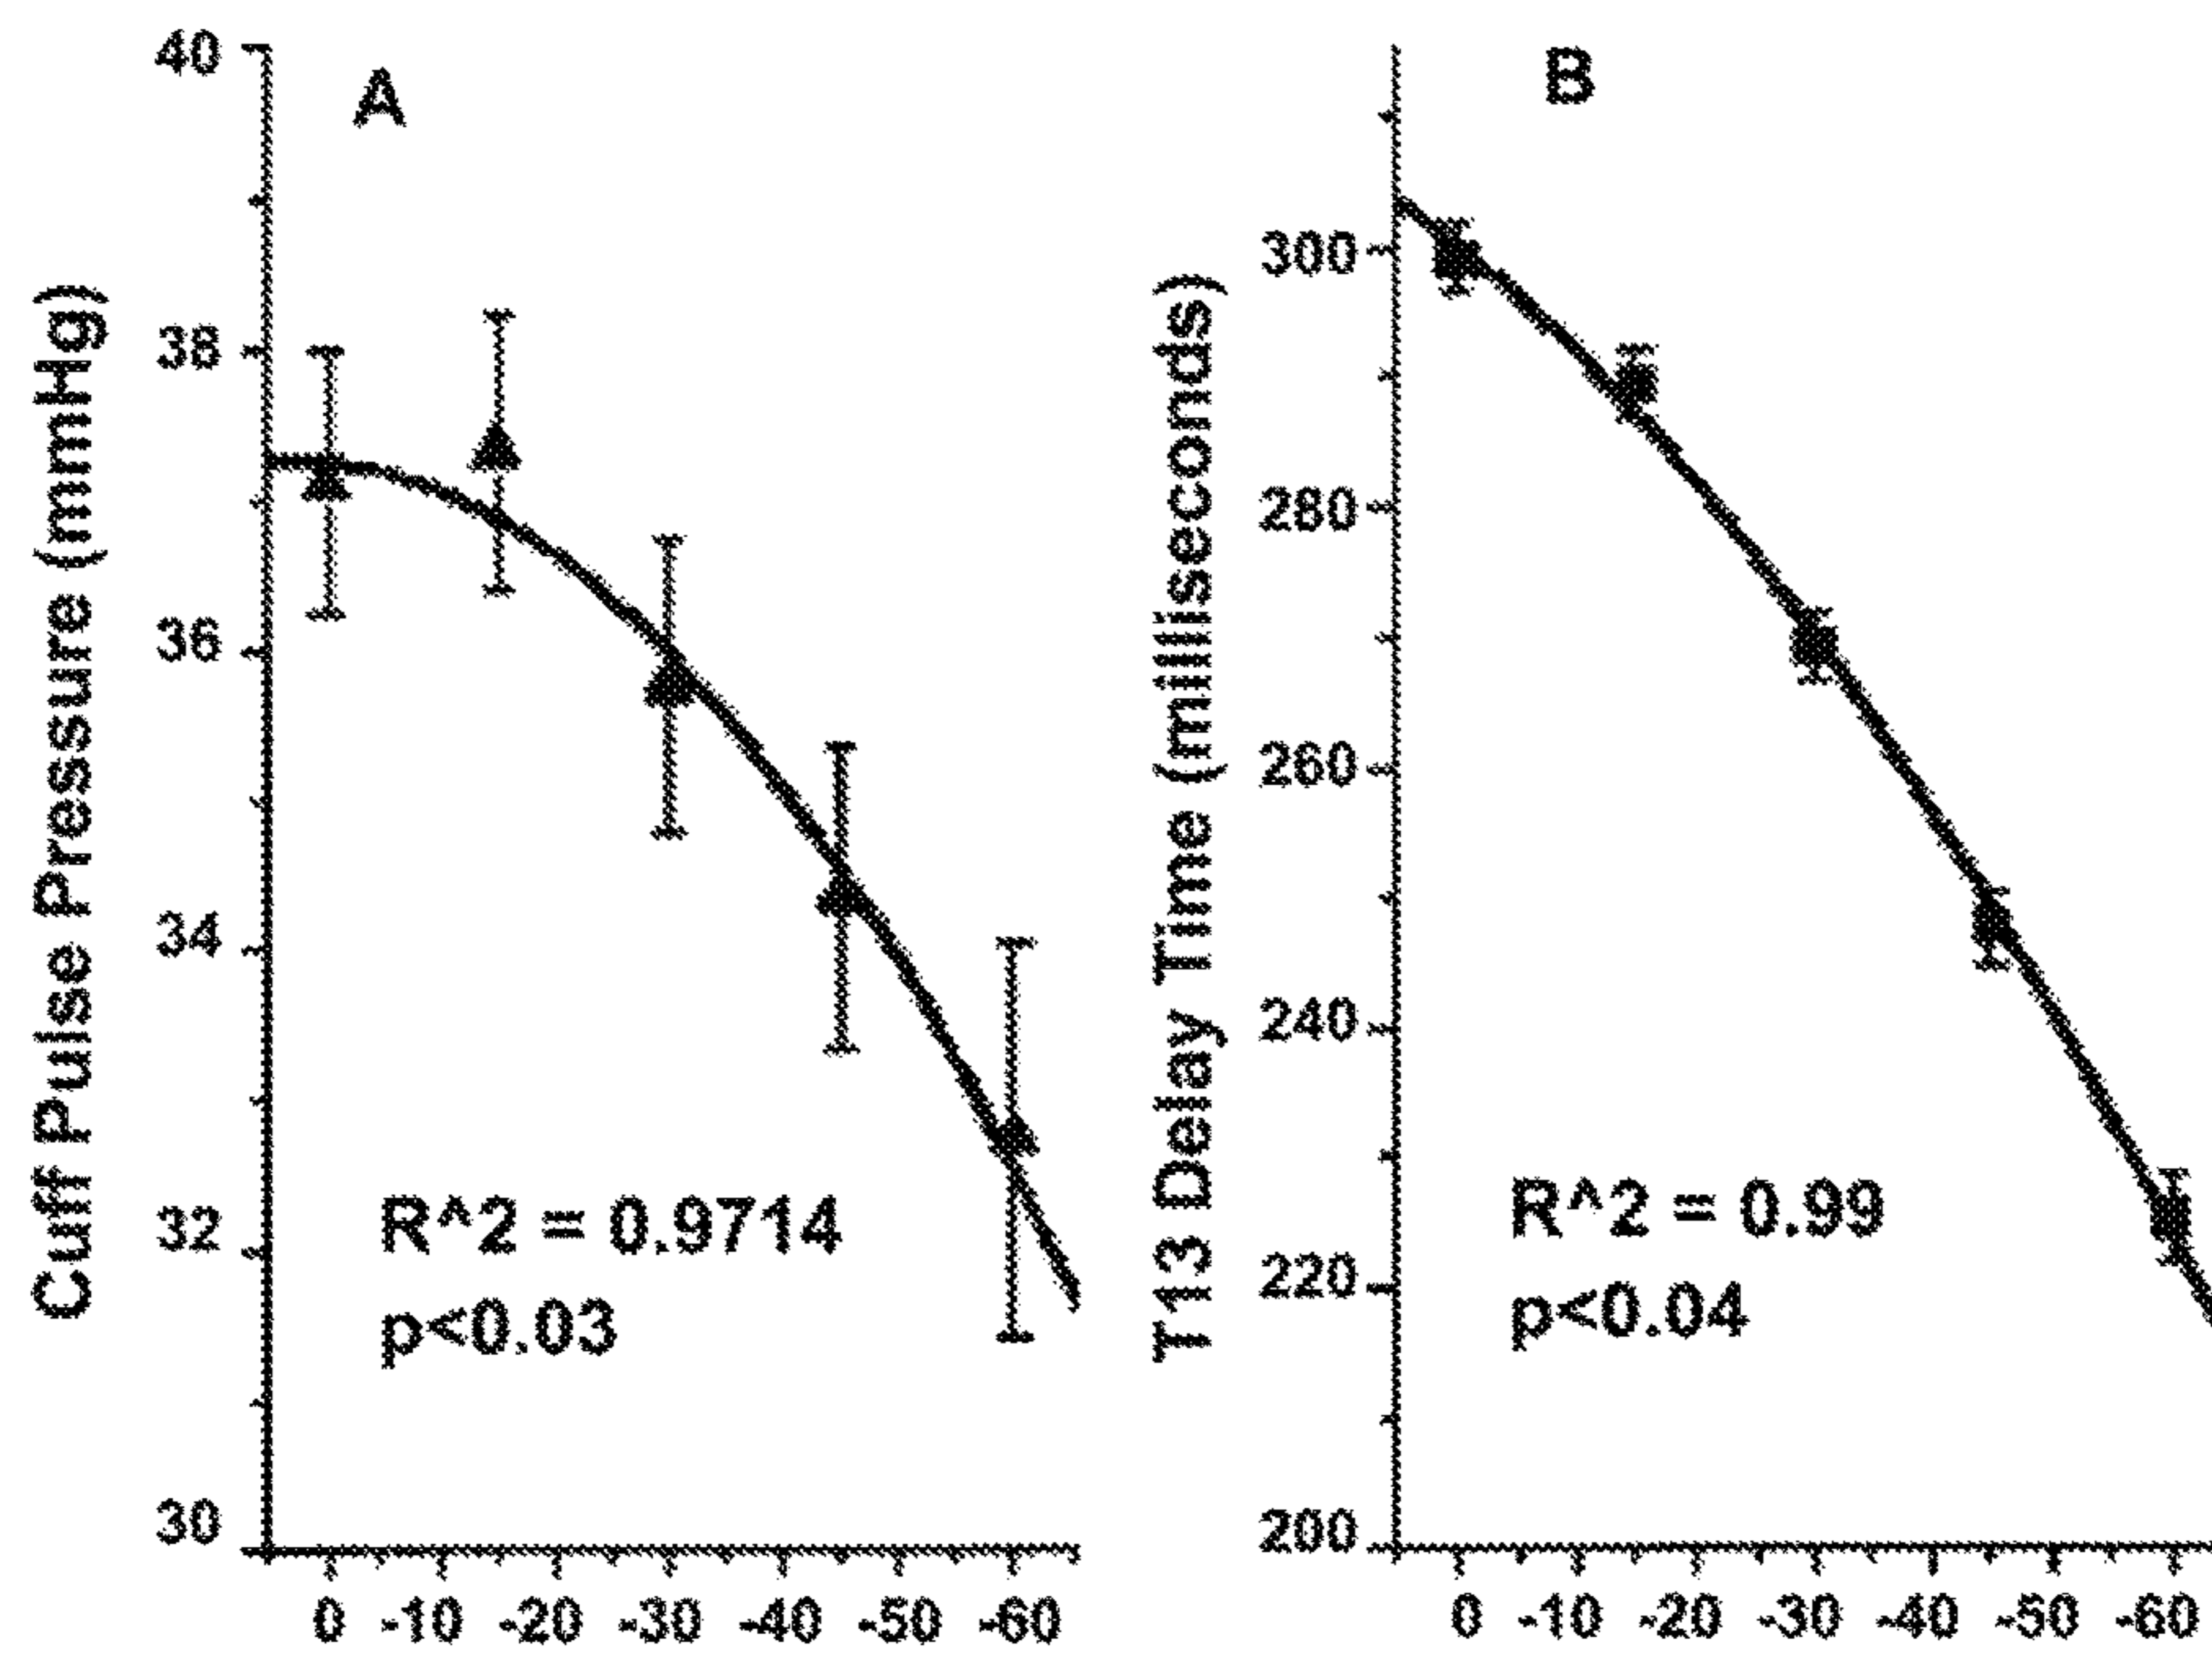 A
Cuff Pulse Pressure (mmHg)
40
38
36
34
32
30
R^2 = 0.9714
p<0.03
0 -10 -20 -30 -40 -50 -60
B
T13 Delay Time (milliseconds)
300
280
260
240
220
200
R^2 = 0.99
p<0.04
0 -10 -20 -30 -40 -50 -60